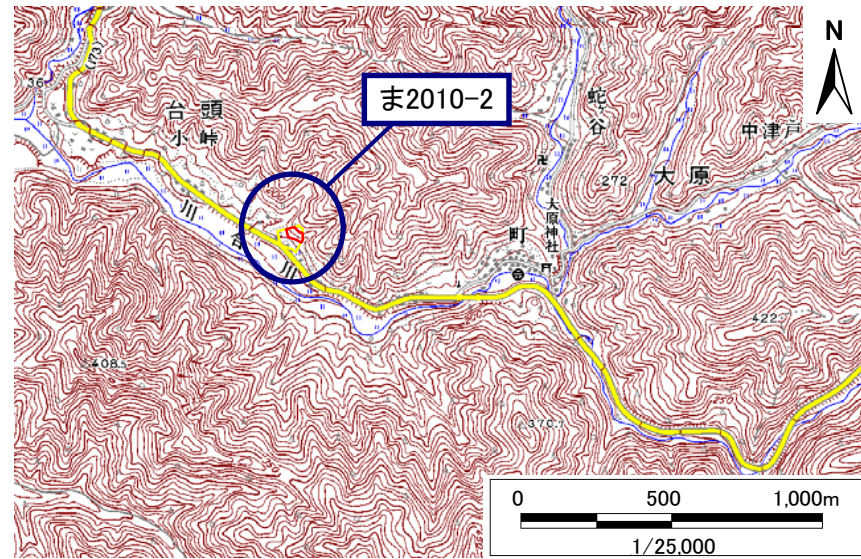 N
ま2010-2
(173)
台頭
小峠
蛇谷
中津戸
大原
272
大原神社
町
川
川
422
408
370
0 500 1,000m
1/25,000